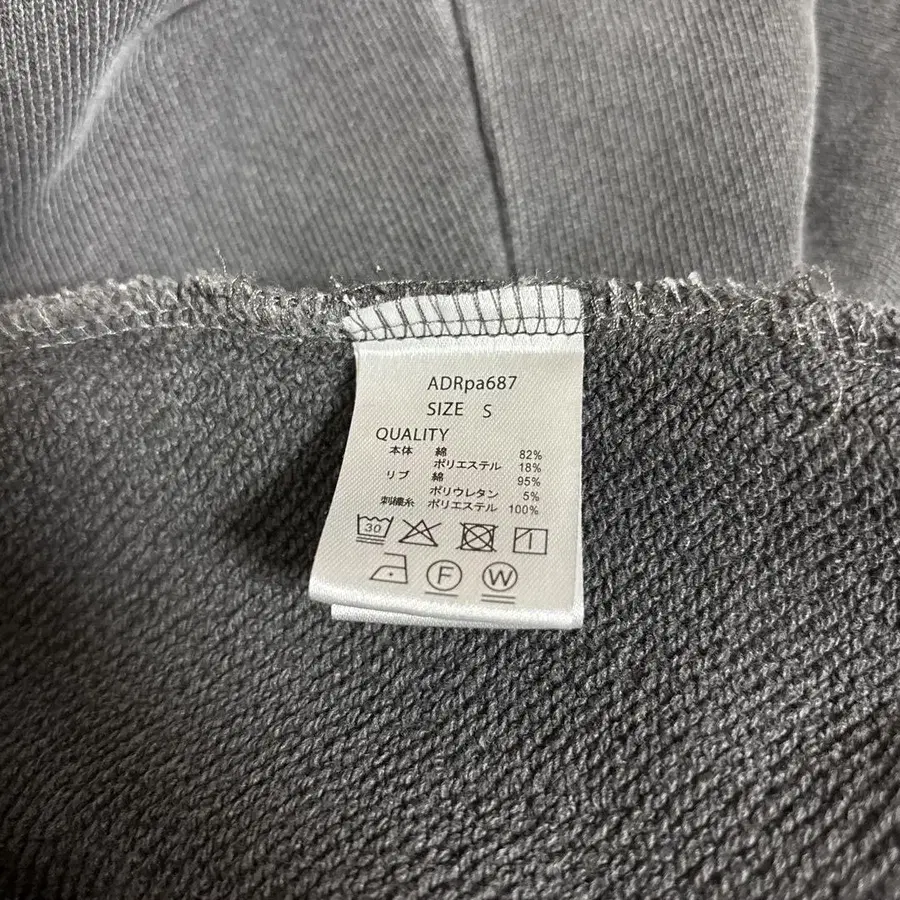 ADRpa687
SIZE S
QUALITY
本体 綿 82%
ポリエステル 18%
リブ 綿 95%
ポリウレタン 5%
刺繍糸 ポリエステル 100%
30
F W